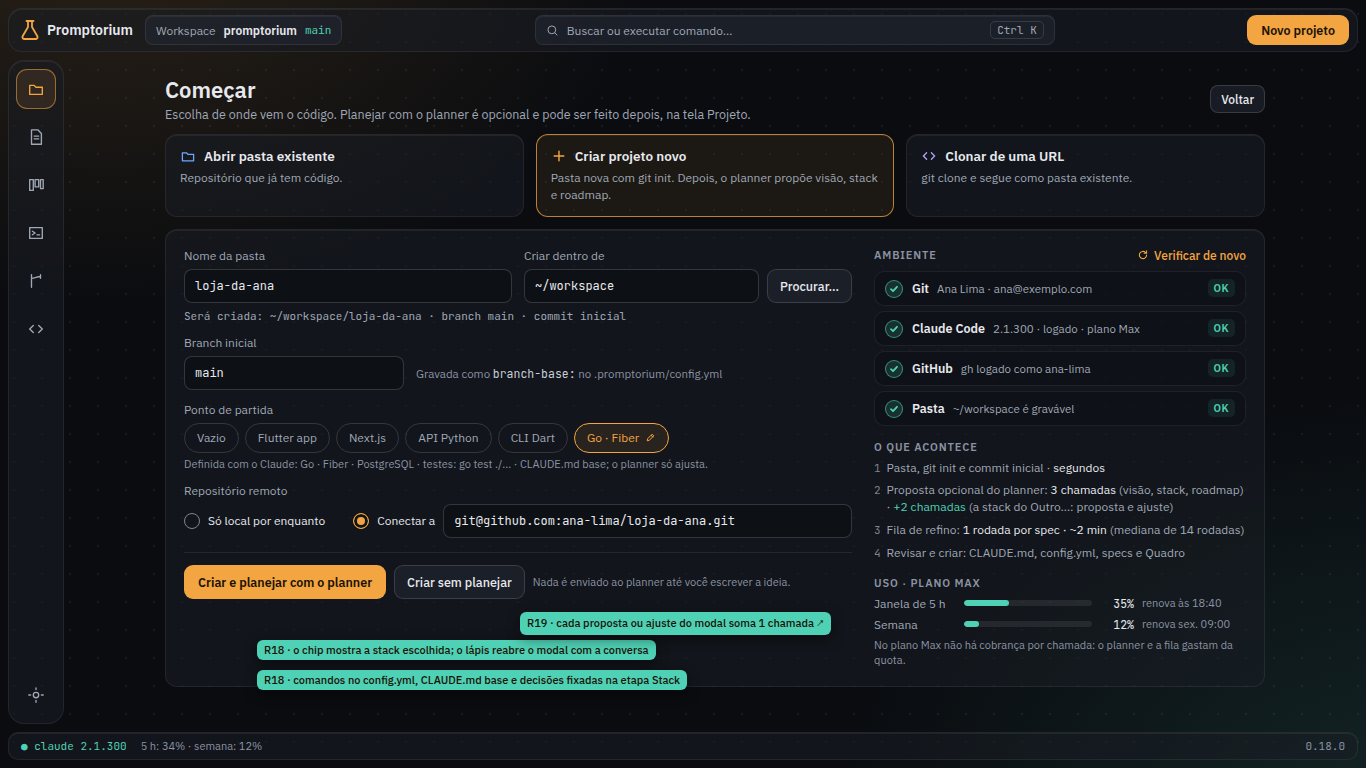 Promptorium
Workspace promptorium main
Buscar ou executar comando...
Ctrl K
Novo projeto
Começar
Escolha de onde vem o código. Planejar com o planner é opcional e pode ser feito depois, na tela Projeto.
Voltar
Abrir pasta existente
Repositório que já tem código.
Criar projeto novo
Pasta nova com git init. Depois, o planner propõe visão, stack
e roadmap.
Clonar de uma URL
git clone e segue como pasta existente.
Nome da pasta
loja-da-ana
Criar dentro de
~/workspace
Procurar...
Será criada: ~/workspace/loja-da-ana · branch main · commit inicial
Branch inicial
main
Gravada como branch-base: no .promptorium/config.yml
Ponto de partida
Vazio
Flutter app
Next.js
API Python
CLI Dart
Go · Fiber
Definida com o Claude: Go · Fiber · PostgreSQL · testes: go test ./... · CLAUDE.md base; o planner só ajusta.
Repositório remoto
Só local por enquanto
Conectar a
git@github.com:ana-lima/loja-da-ana.git
Criar e planejar com o planner
Criar sem planejar
Nada é enviado ao planner até você escrever a ideia.
R19 · cada proposta ou ajuste do modal soma 1 chamada ↗
R18 · o chip mostra a stack escolhida; o lápis reabre o modal com a conversa
R18 · comandos no config.yml, CLAUDE.md base e decisões fixadas na etapa Stack
AMBIENTE
Verificar de novo
Git Ana Lima · ana@exemplo.com OK
Claude Code 2.1.300 · logado · plano Max OK
GitHub gh logado como ana-lima OK
Pasta ~/workspace é gravável OK
O QUE ACONTECE
1 Pasta, git init e commit inicial · segundos
2 Proposta opcional do planner: 3 chamadas (visão, stack, roadmap)
· +2 chamadas (a stack do Outro...: proposta e ajuste)
3 Fila de refino: 1 rodada por spec · ~2 min (mediana de 14 rodadas)
4 Revisar e criar: CLAUDE.md, config.yml, specs e Quadro
USO · PLANO MAX
Janela de 5 h 35% renova às 18:40
Semana 12% renova sex. 09:00
No plano Max não há cobrança por chamada: o planner e a fila gastam da
quota.
claude 2.1.300 5 h: 34% · semana: 12%
0.18.0